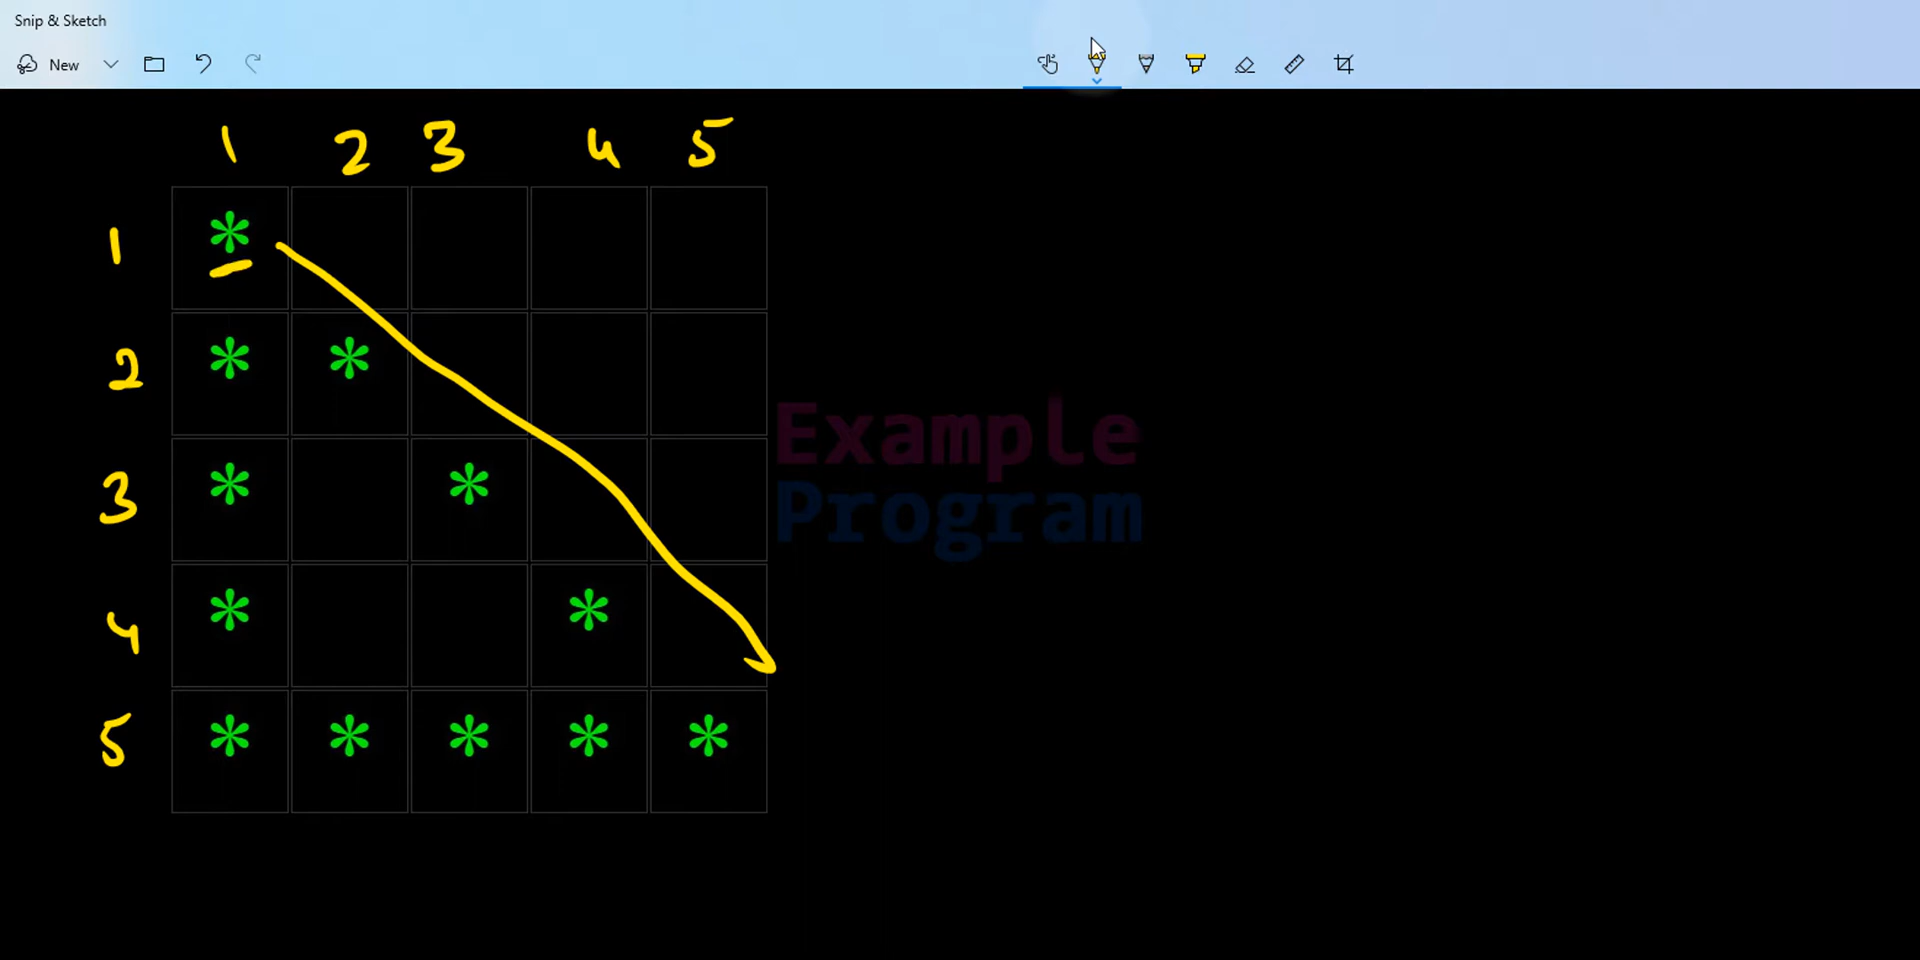 Snip & Sketch
New
1 2 3 4 5
1 *
2 * *
3 * *
4 * *
5 * * * * *
Example
Program